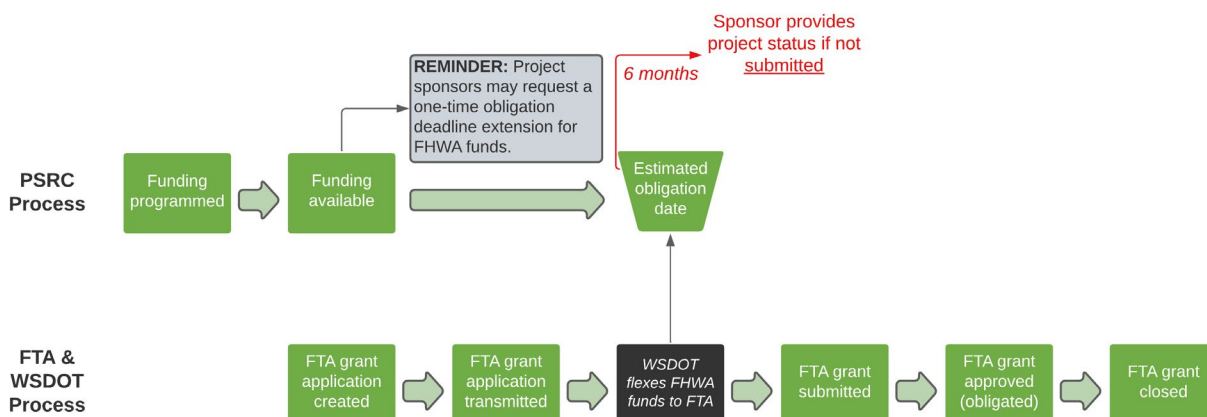 Sponsor provides
project status if not
submitted
6 months
REMINDER: Project
sponsors may request a
one-time obligation
deadline extension for
FHWA funds.
PSRC
Process
Funding
programmed
Funding
available
Estimated
obligation
date
FTA &
WSDOT
Process
FTA grant
application
created
FTA grant
application
transmitted
WSDOT
flexes FHWA
funds to FTA
FTA grant
submitted
FTA grant
approved
(obligated)
FTA grant
closed